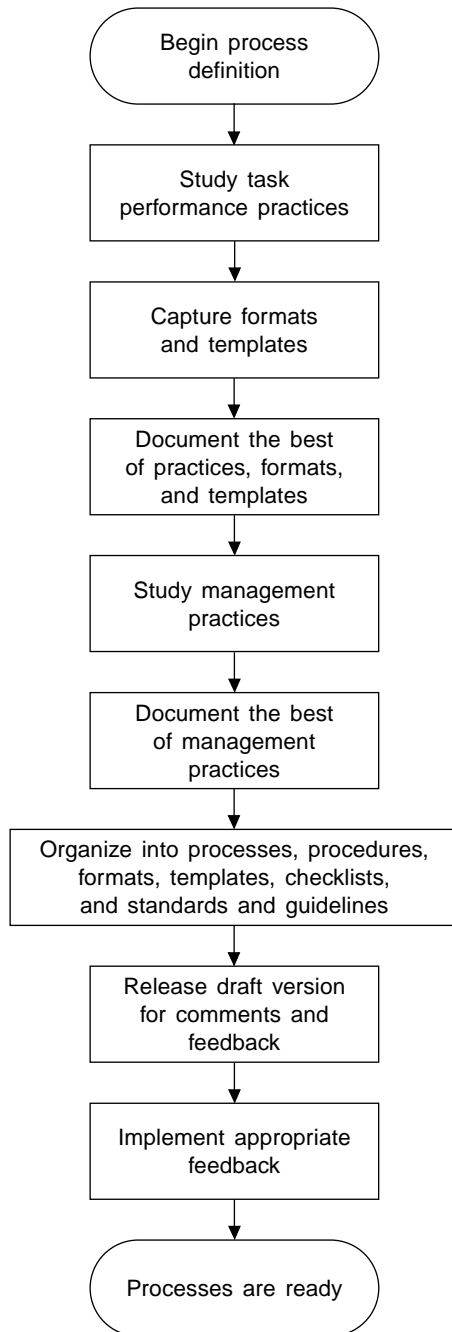 Begin process
definition
Study task
performance practices
Capture formats
and templates
Document the best
of practices, formats,
and templates
Study management
practices
Document the best
of management
practices
Organize into processes, procedures,
formats, templates, checklists,
and standards and guidelines
Release draft version
for comments and
feedback
Implement appropriate
feedback
Processes are ready